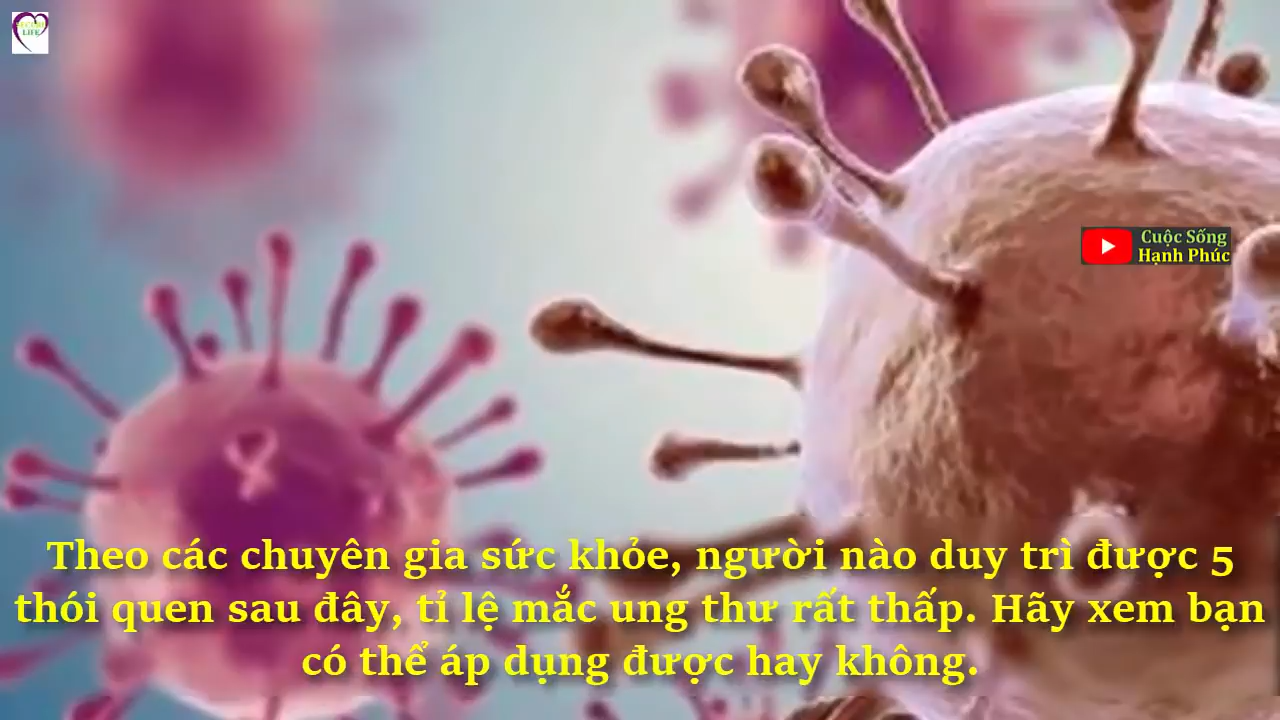 LIFE
Cuộc Sống
Hạnh Phúc
Theo các chuyên gia sức khỏe, người nào duy trì được 5
thói quen sau đây, tỉ lệ mắc ung thư rất thấp. Hãy xem bạn
có thể áp dụng được hay không.